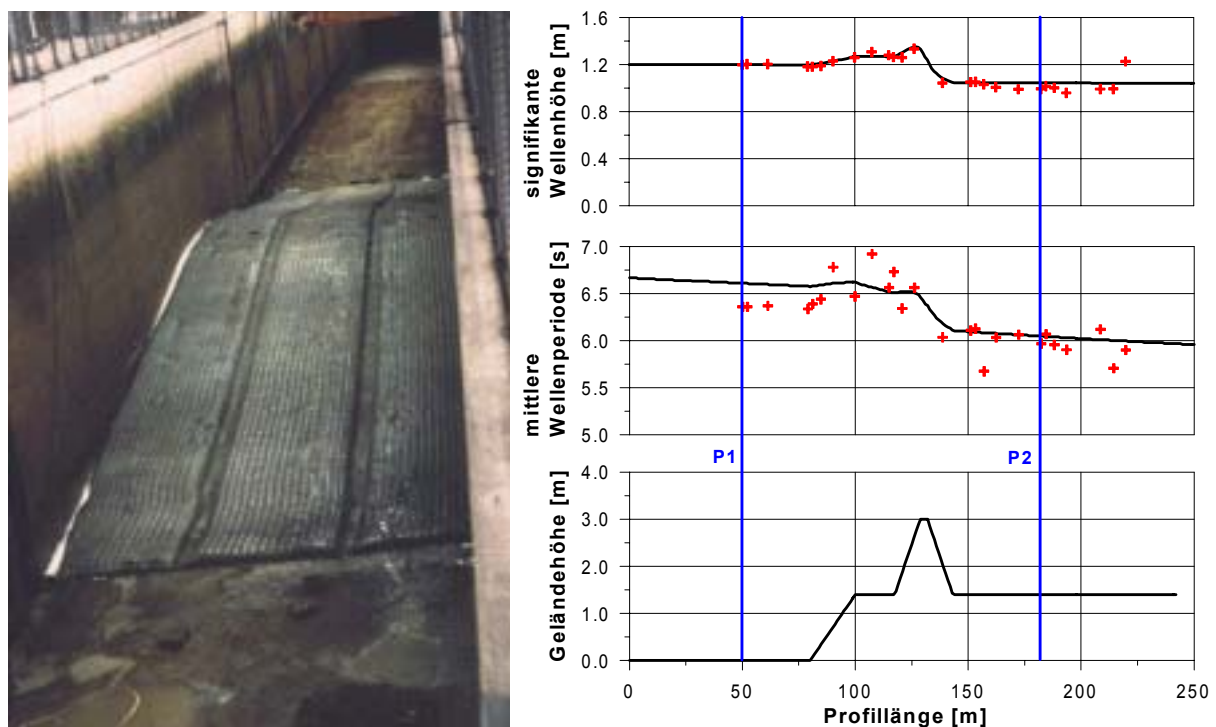 signifikante
Wellenhöhe [m]
1.6
1.2
0.8
0.4
0.0
mittlere
Wellenperiode [s]
7.0
6.5
6.0
5.5
5.0
P1
P2
Geländehöhe [m]
4.0
3.0
2.0
1.0
0.0
0
50
100
150
200
250
Profillänge [m]